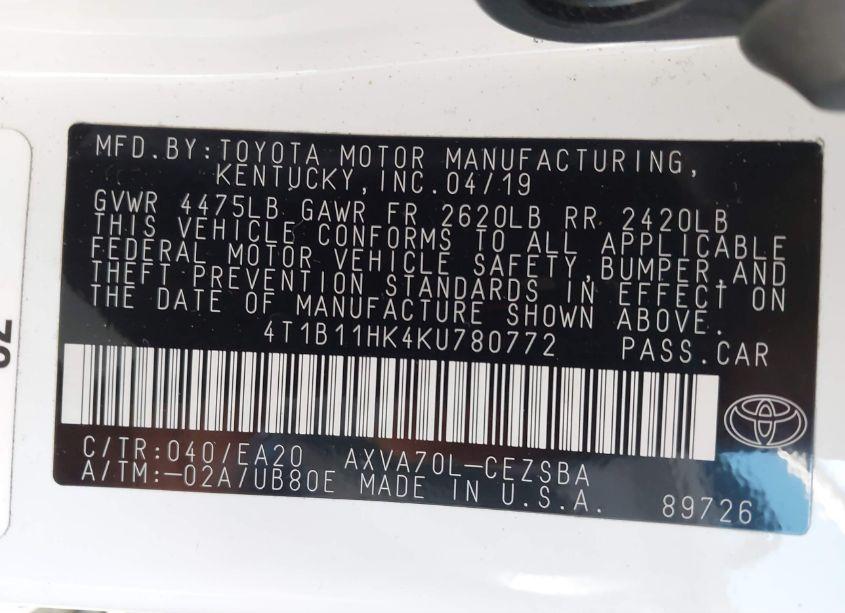 MFD.BY:TOYOTA MOTOR MANUFACTURING,
KENTUCKY,INC.04/19
GVWR 4475LB GAWR FR 2620LB RR 2420LB
THIS VEHICLE CONFORMS TO ALL APPLICABLE
FEDERAL MOTOR VEHICLE SAFETY,BUMPER,AND
THEFT PREVENTION STANDARDS IN EFFECT ON
THE DATE OF MANUFACTURE SHOWN ABOVE.
4T1B11HK4KU780772 PASS.CAR
C/TR:040/EA20 AXVA70L-CEZSBA
A/TM:-02A/UB80E MADE IN U.S.A.
89726